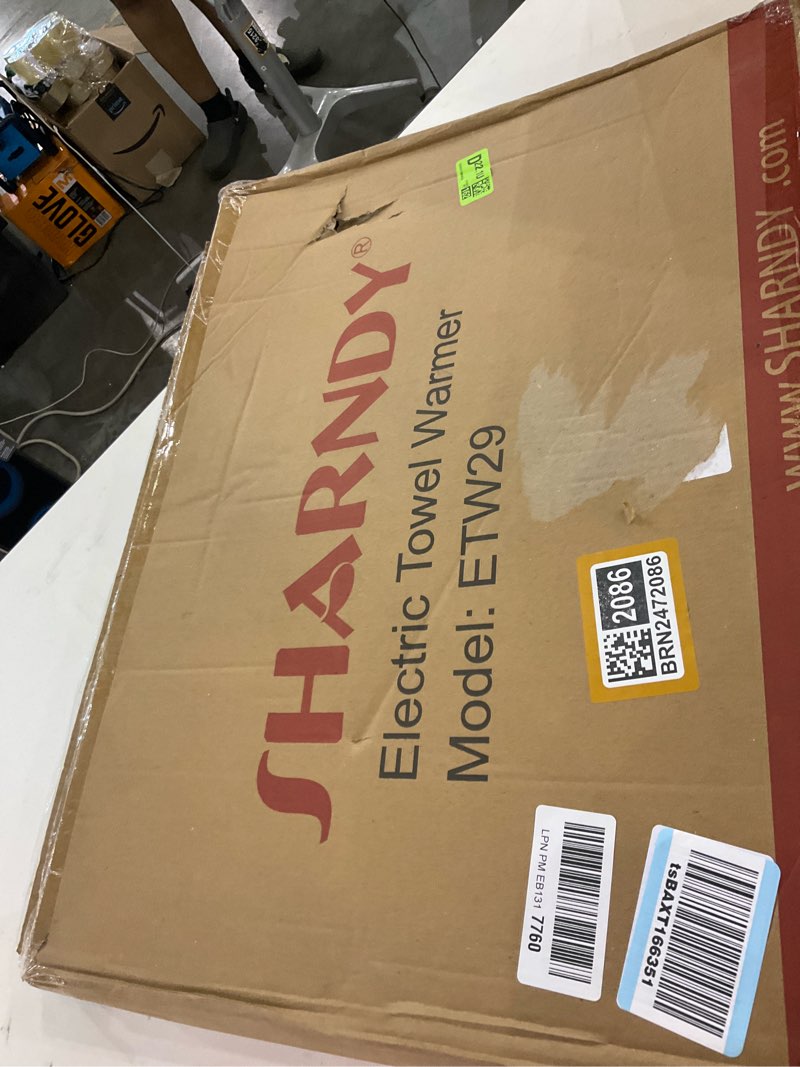 SHARNDY®
Electric Towel Warmer
Model: ETW29
www.SHARNDY.com
2086
BRN2472086
LPN PM EB131 7760
tsBAXT166351
GLOVE